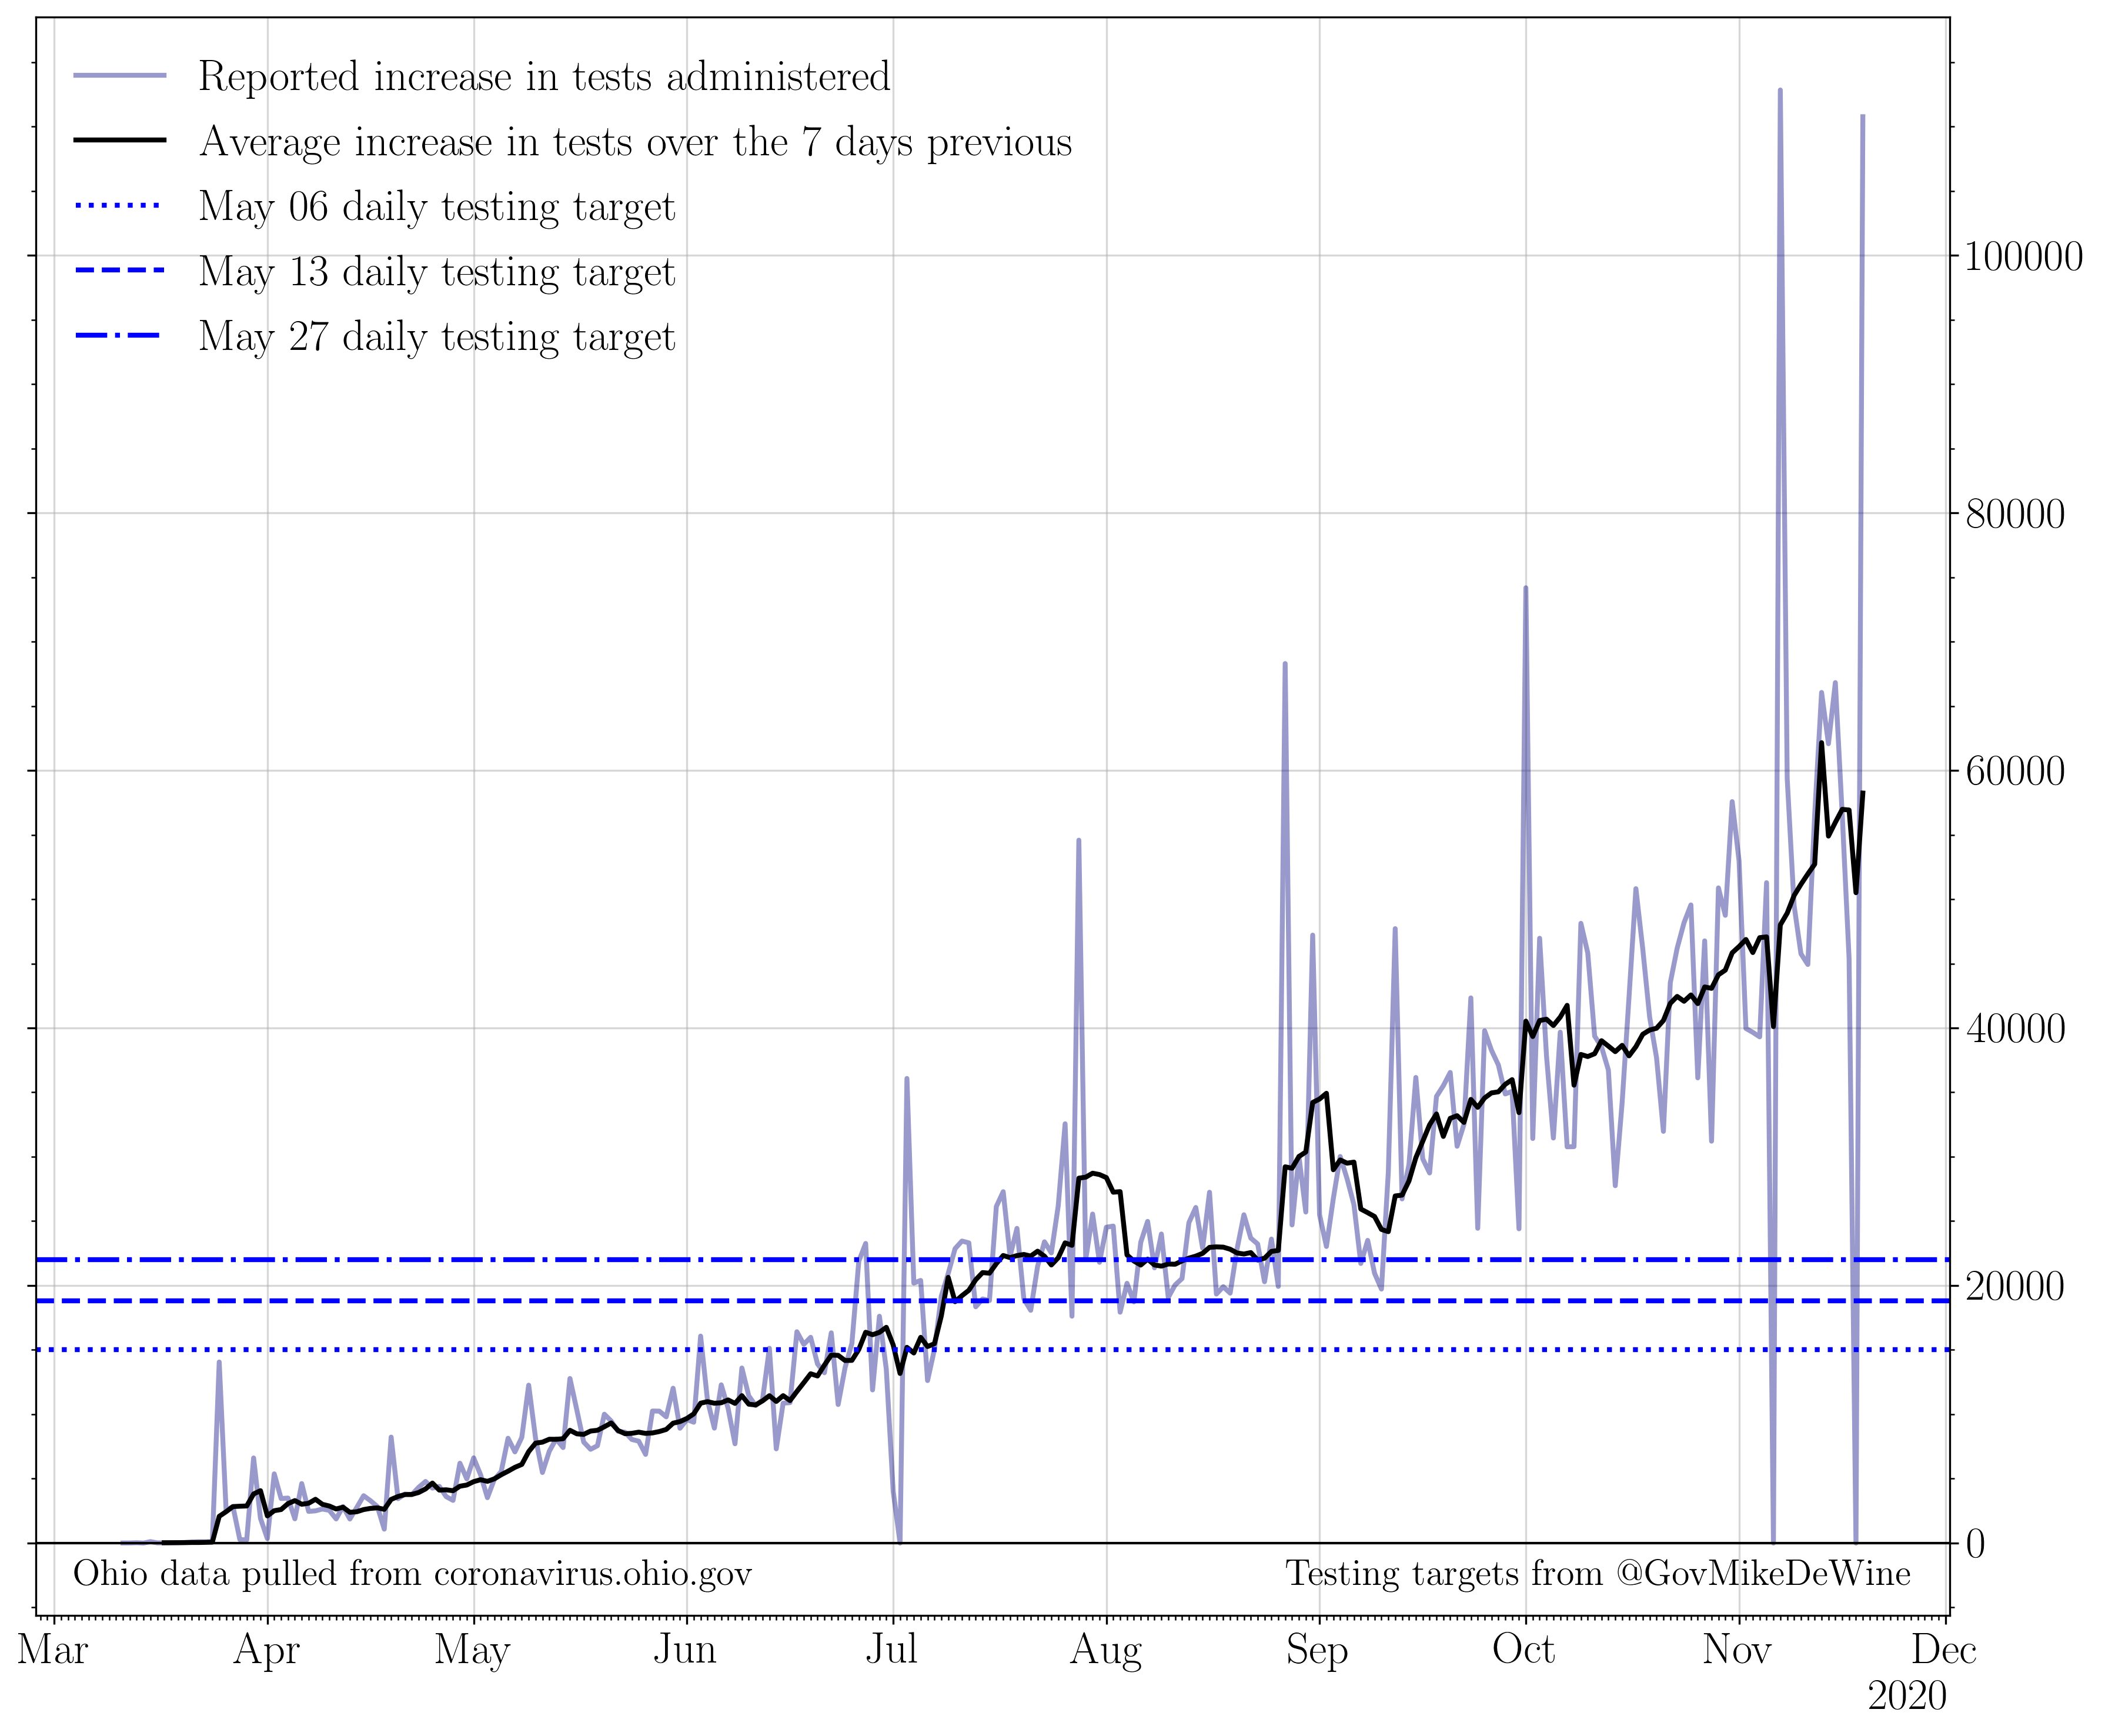 Reported increase in tests administered
Average increase in tests over the 7 days previous
May 06 daily testing target
May 13 daily testing target
May 27 daily testing target
100000
80000
60000
40000
20000
0
Ohio data pulled from coronavirus.ohio.gov
Testing targets from @GovMikeDeWine
Mar Apr May Jun Jul Aug Sep Oct Nov Dec
2020